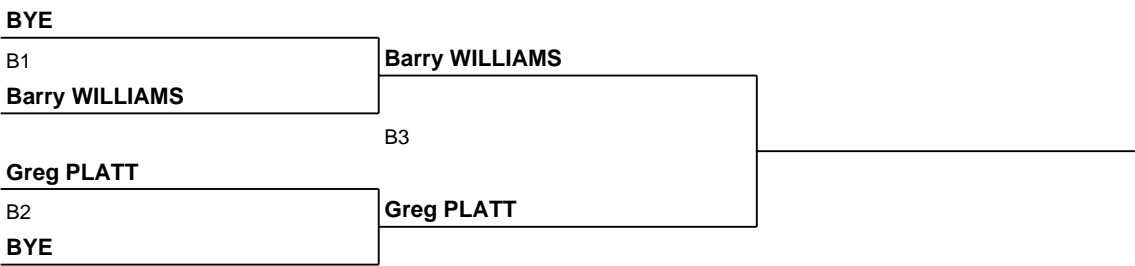 BYE
B1
Barry WILLIAMS
Barry WILLIAMS
B3
Greg PLATT
B2
Greg PLATT
BYE